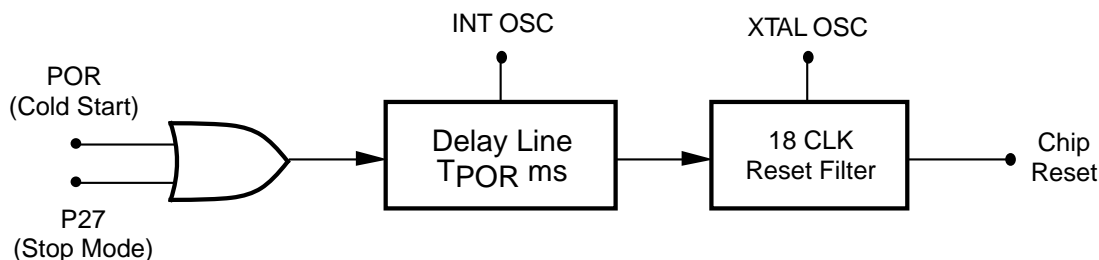 INT OSC
XTAL OSC
POR
(Cold Start)
Delay Line
TPOR ms
18 CLK
Reset Filter
Chip
Reset
P27
(Stop Mode)